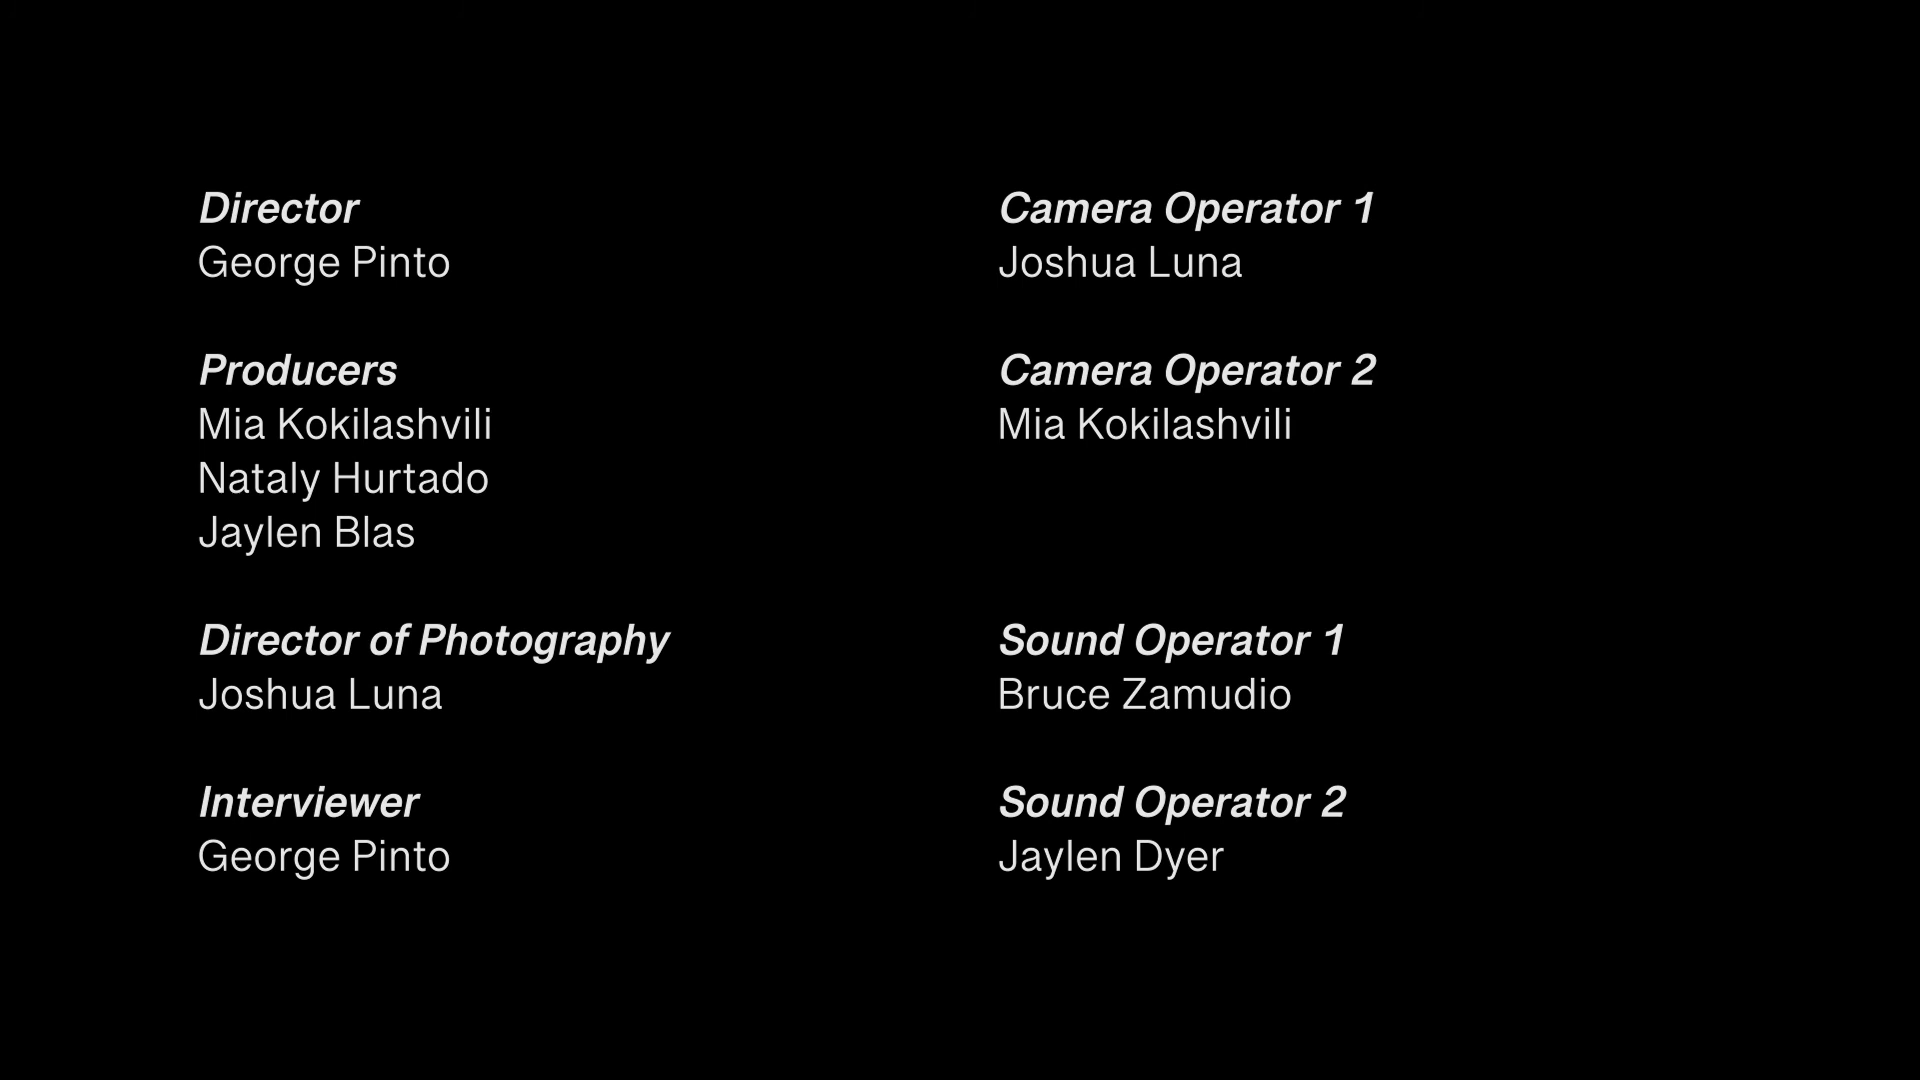 Director
George Pinto
Producers
Mia Kokilashvili
Nataly Hurtado
Jaylen Blas
Director of Photography
Joshua Luna
Interviewer
George Pinto
Camera Operator 1
Joshua Luna
Camera Operator 2
Mia Kokilashvili
Sound Operator 1
Bruce Zamudio
Sound Operator 2
Jaylen Dyer